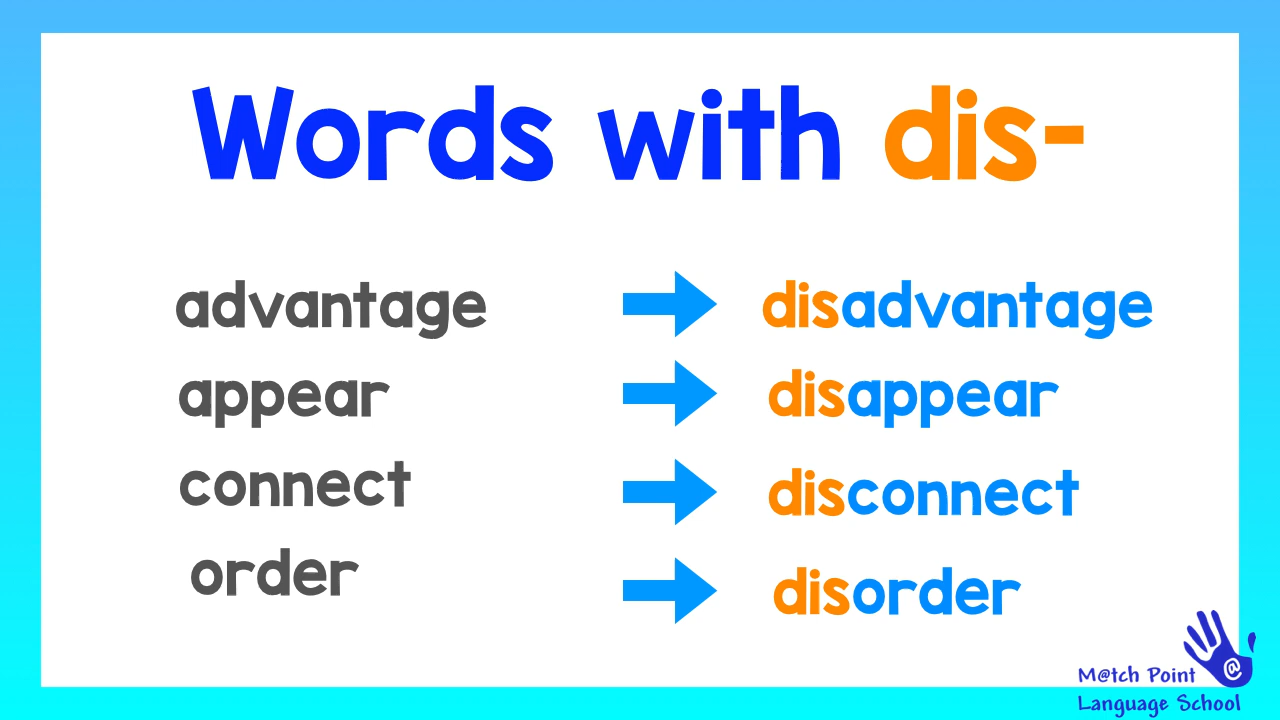 Words with dis-
advantage disadvantage
appear disappear
connect disconnect
order disorder
@
M@tch Point
Language School